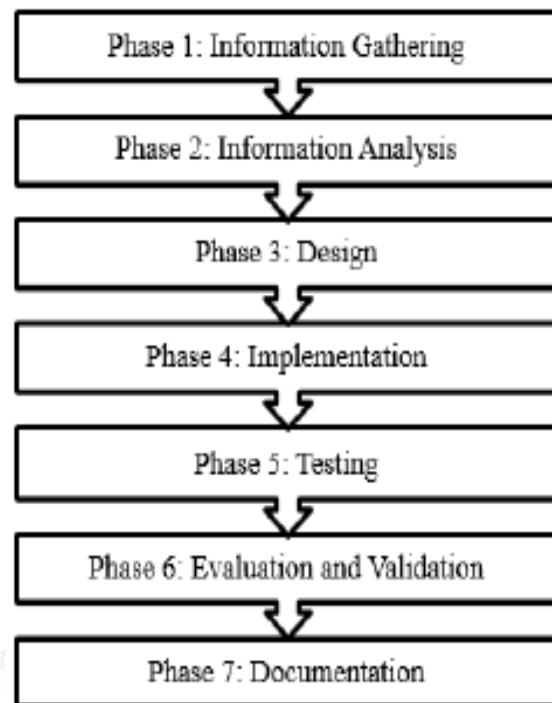 Phase 1: Information Gathering
Phase 2: Information Analysis
Phase 3: Design
Phase 4: Implementation
Phase 5: Testing
Phase 6: Evaluation and Validation
Phase 7: Documentation